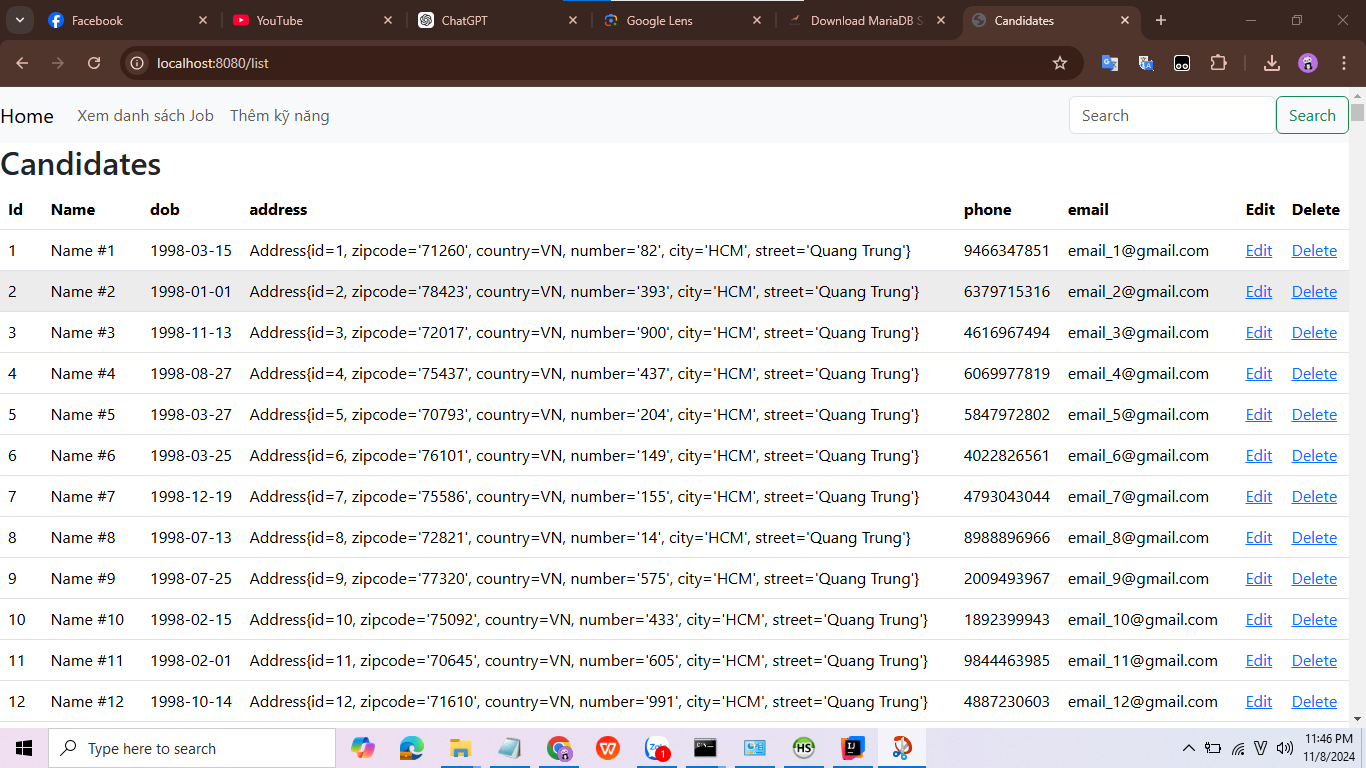 Facebook
YouTube
ChatGPT
Google Lens
Download MariaDB S
Candidates
localhost:8080/list
Home Xem danh sách Job Thêm kỹ năng Search Search
Candidates
Id Name dob address phone email Edit Delete
1 Name #1 1998-03-15 Address{id=1, zipcode='71260', country=VN, number='82', city='HCM', street='Quang Trung'} 9466347851 email_1@gmail.com Edit Delete
2 Name #2 1998-01-01 Address{id=2, zipcode='78423', country=VN, number='393', city='HCM', street='Quang Trung'} 6379715316 email_2@gmail.com Edit Delete
3 Name #3 1998-11-13 Address{id=3, zipcode='72017', country=VN, number='900', city='HCM', street='Quang Trung'} 4616967494 email_3@gmail.com Edit Delete
4 Name #4 1998-08-27 Address{id=4, zipcode='75437', country=VN, number='437', city='HCM', street='Quang Trung'} 6069977819 email_4@gmail.com Edit Delete
5 Name #5 1998-03-27 Address{id=5, zipcode='70793', country=VN, number='204', city='HCM', street='Quang Trung'} 5847972802 email_5@gmail.com Edit Delete
6 Name #6 1998-03-25 Address{id=6, zipcode='76101', country=VN, number='149', city='HCM', street='Quang Trung'} 4022826561 email_6@gmail.com Edit Delete
7 Name #7 1998-12-19 Address{id=7, zipcode='75586', country=VN, number='155', city='HCM', street='Quang Trung'} 4793043044 email_7@gmail.com Edit Delete
8 Name #8 1998-07-13 Address{id=8, zipcode='72821', country=VN, number='14', city='HCM', street='Quang Trung'} 8988896966 email_8@gmail.com Edit Delete
9 Name #9 1998-07-25 Address{id=9, zipcode='77320', country=VN, number='575', city='HCM', street='Quang Trung'} 2009493967 email_9@gmail.com Edit Delete
10 Name #10 1998-02-15 Address{id=10, zipcode='75092', country=VN, number='433', city='HCM', street='Quang Trung'} 1892399943 email_10@gmail.com Edit Delete
11 Name #11 1998-02-01 Address{id=11, zipcode='70645', country=VN, number='605', city='HCM', street='Quang Trung'} 9844463985 email_11@gmail.com Edit Delete
12 Name #12 1998-10-14 Address{id=12, zipcode='71610', country=VN, number='991', city='HCM', street='Quang Trung'} 4887230603 email_12@gmail.com Edit Delete
Type here to search
11:46 PM
11/8/2024